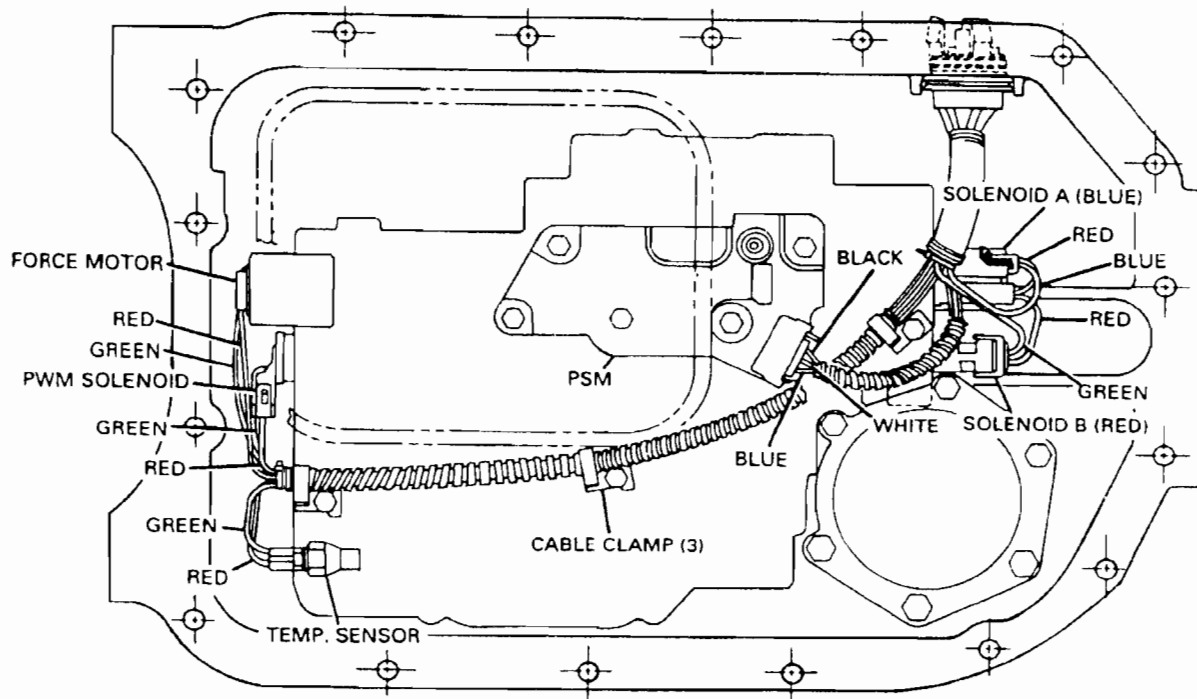 SOLENOID A (BLUE)
RED
BLACK
BLUE
FORCE MOTOR
RED
RED
GREEN
PWM SOLENOID
PSM
GREEN
GREEN
WHITE
SOLENOID B (RED)
BLUE
RED
GREEN
CABLE CLAMP (3)
RED
TEMP. SENSOR